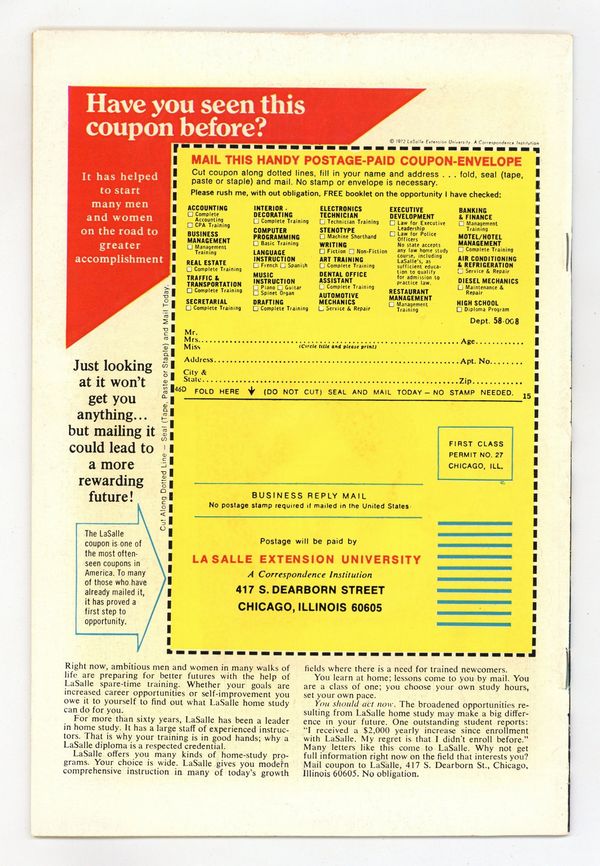 Have you seen this
coupon before?
© 1972 LaSalle Extension University, A Correspondence Institution
It has helped
to start
many men
and women
on the road to
greater
accomplishment
Just looking
at it won't
get you
anything...
but mailing it
could lead to
a more
rewarding
future!
The LaSalle
coupon is one of
the most often-
seen coupons in
America. To many
of those who have
already mailed it,
it has proved a
first step to
opportunity.
Cut Along Dotted Line — Seal (Tape, Paste or Staple) and Mail Today.
MAIL THIS HANDY POSTAGE-PAID COUPON-ENVELOPE
Cut coupon along dotted lines, fill in your name and address . . . fold, seal (tape,
paste or staple) and mail. No stamp or envelope is necessary.
Please rush me, with out obligation, FREE booklet on the opportunity I have checked:
ACCOUNTING
☐ Complete
Accounting
☐ CPA Training
BUSINESS
MANAGEMENT
☐ Management
Training
REAL ESTATE
☐ Complete Training
TRAFFIC &
TRANSPORTATION
☐ Complete Training
SECRETARIAL
☐ Complete Training
INTERIOR
DECORATING
☐ Complete Training
COMPUTER
PROGRAMMING
☐ Basic Training
LANGUAGE
INSTRUCTION
☐ French ☐ Spanish
MUSIC
INSTRUCTION
☐ Piano ☐ Guitar
☐ Spinet Organ
DRAFTING
☐ Complete Training
ELECTRONICS
TECHNICIAN
☐ Technician Training
STENOTYPE
☐ Machine Shorthand
WRITING
☐ Fiction ☐ Non-Fiction
ART TRAINING
☐ Complete Training
DENTAL OFFICE
ASSISTANT
☐ Complete Training
AUTOMOTIVE
MECHANICS
☐ Service & Repair
EXECUTIVE
DEVELOPMENT
☐ Law for Executive
Leadership
☐ Law for Police
Officers
No state accepts
any law home study
course, including
LaSalle's, as
sufficient educa-
tion to qualify
for admission to
practice law.
RESTAURANT
MANAGEMENT
☐ Management
Training
BANKING
& FINANCE
☐ Management
Training
MOTEL/HOTEL
MANAGEMENT
☐ Complete Training
AIR CONDITIONING
& REFRIGERATION
☐ Service & Repair
DIESEL MECHANICS
☐ Maintenance &
Repair
HIGH SCHOOL
☐ Diploma Program
Dept. 58-008
Mr.
Mrs. Age
Miss (Circle title and please print)
Address Apt. No.
City &
State Zip
46D FOLD HERE ↓ (DO NOT CUT) SEAL AND MAIL TODAY – NO STAMP NEEDED. 15
FIRST CLASS
PERMIT NO. 27
CHICAGO, ILL.
BUSINESS REPLY MAIL
No postage stamp required if mailed in the United States
Postage will be paid by
LA SALLE EXTENSION UNIVERSITY
A Correspondence Institution
417 S. DEARBORN STREET
CHICAGO, ILLINOIS 60605
Right now, ambitious men and women in many walks of
life are preparing for better futures with the help of
LaSalle spare-time training. Whether your goals are
increased career opportunities or self-improvement you
owe it to yourself to find out what LaSalle home study
can do for you.
For more than sixty years, LaSalle has been a leader
in home study. It has a large staff of experienced instruc-
tors. That is why your training is in good hands; why a
LaSalle diploma is a respected credential.
LaSalle offers you many kinds of home-study pro-
grams. Your choice is wide. LaSalle gives you modern
comprehensive instruction in many of today's growth
fields where there is a need for trained newcomers.
You learn at home; lessons come to you by mail. You
are a class of one; you choose your own study hours,
set your own pace.
You should act now. The broadened opportunities re-
sulting from LaSalle home study may make a big differ-
ence in your future. One outstanding student reports:
"I received a $2,000 yearly increase since enrollment
with LaSalle. My regret is that I didn't enroll before."
Many letters like this come to LaSalle. Why not get
full information right now on the field that interests you?
Mail coupon to LaSalle, 417 S. Dearborn St., Chicago,
Illinois 60605. No obligation.